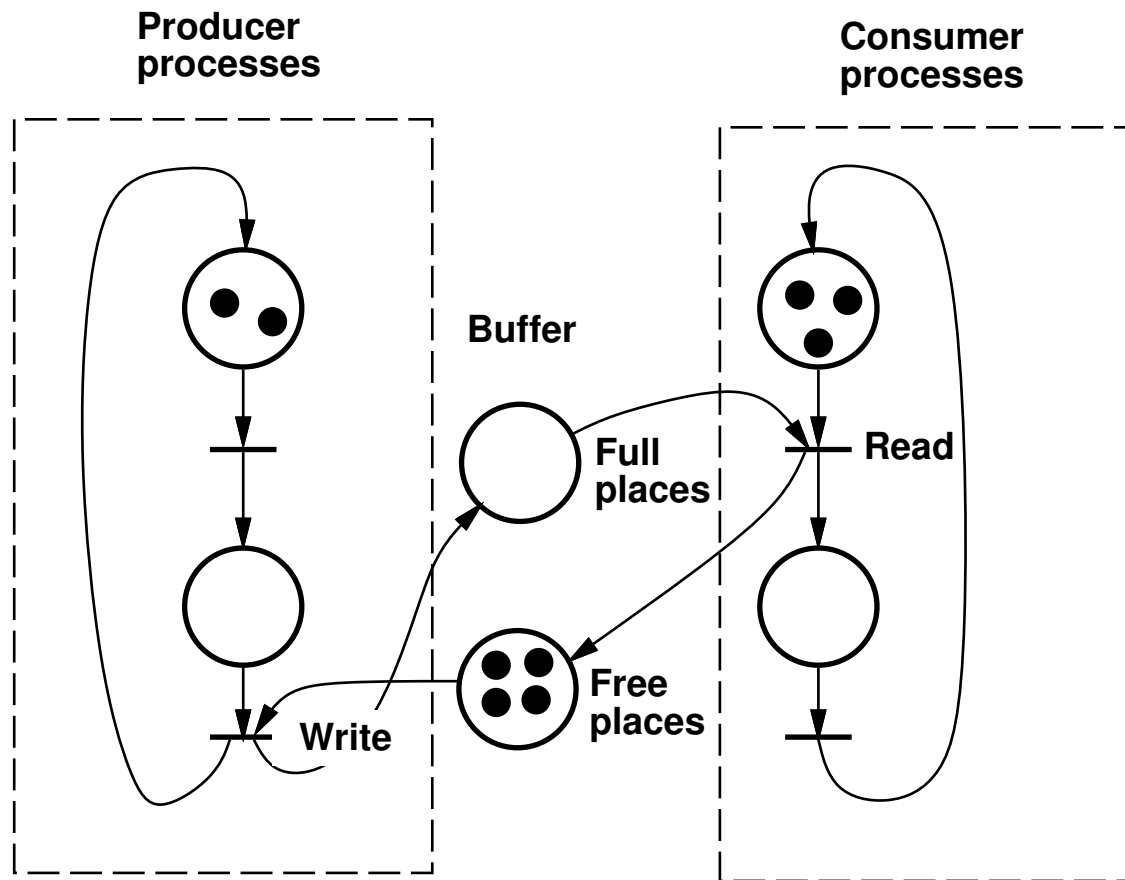 Producer
processes
Consumer
processes
Buffer
Full
places
Read
Free
places
Write